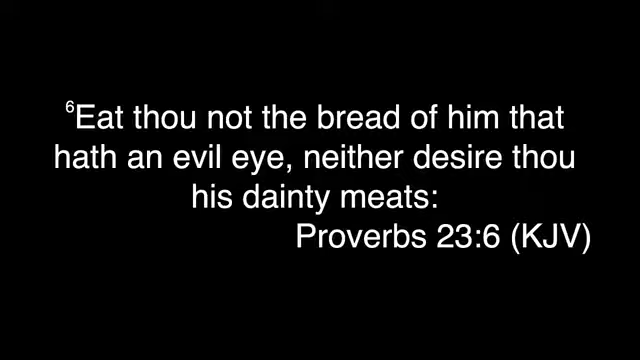 ⁶Eat thou not the bread of him that
hath an evil eye, neither desire thou
his dainty meats:
Proverbs 23:6 (KJV)